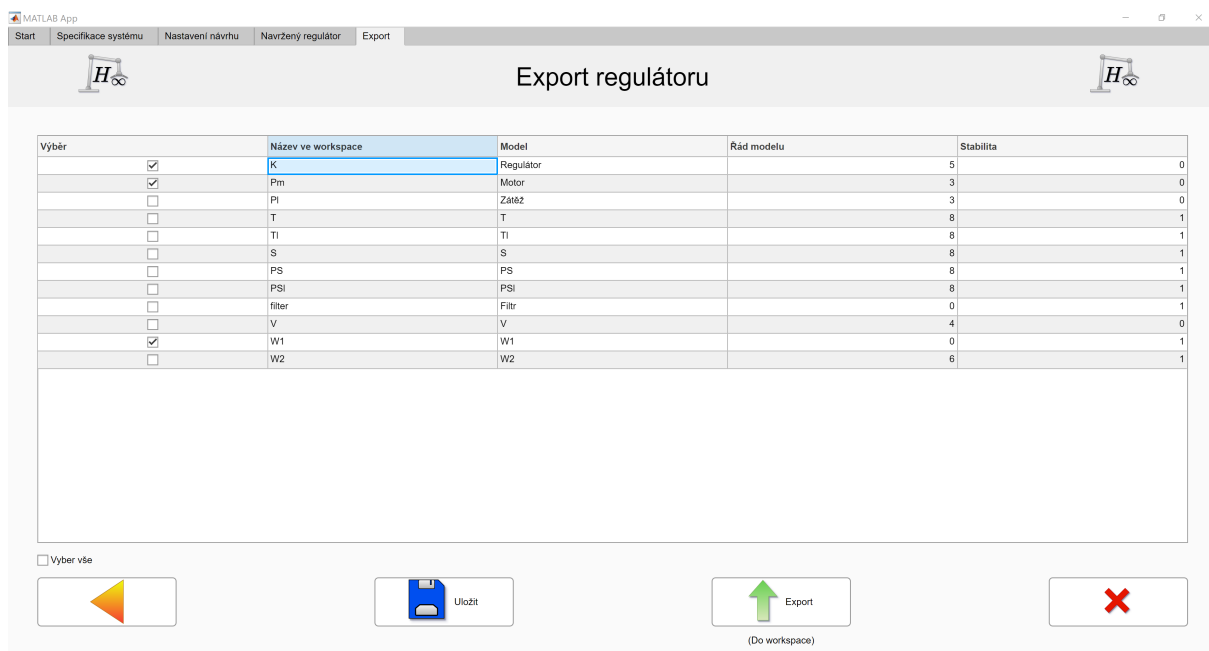 MATLAB App
Start Specifikace systému Nastavení návrhu Navržený regulátor Export
H∞ Export regulátoru H∞
Výběr Název ve workspace Model Řád modelu Stabilita
K Regulátor 5 0
Pm Motor 3 0
Pl Zátěž 3 0
T T 8 1
Tl Tl 8 1
S S 8 1
PS PS 8 1
PSl PSl 8 1
filter Filtr 0 1
V V 4 0
W1 W1 0 1
W2 W2 6 1
Vyber vše
Uložit Export
(Do workspace)